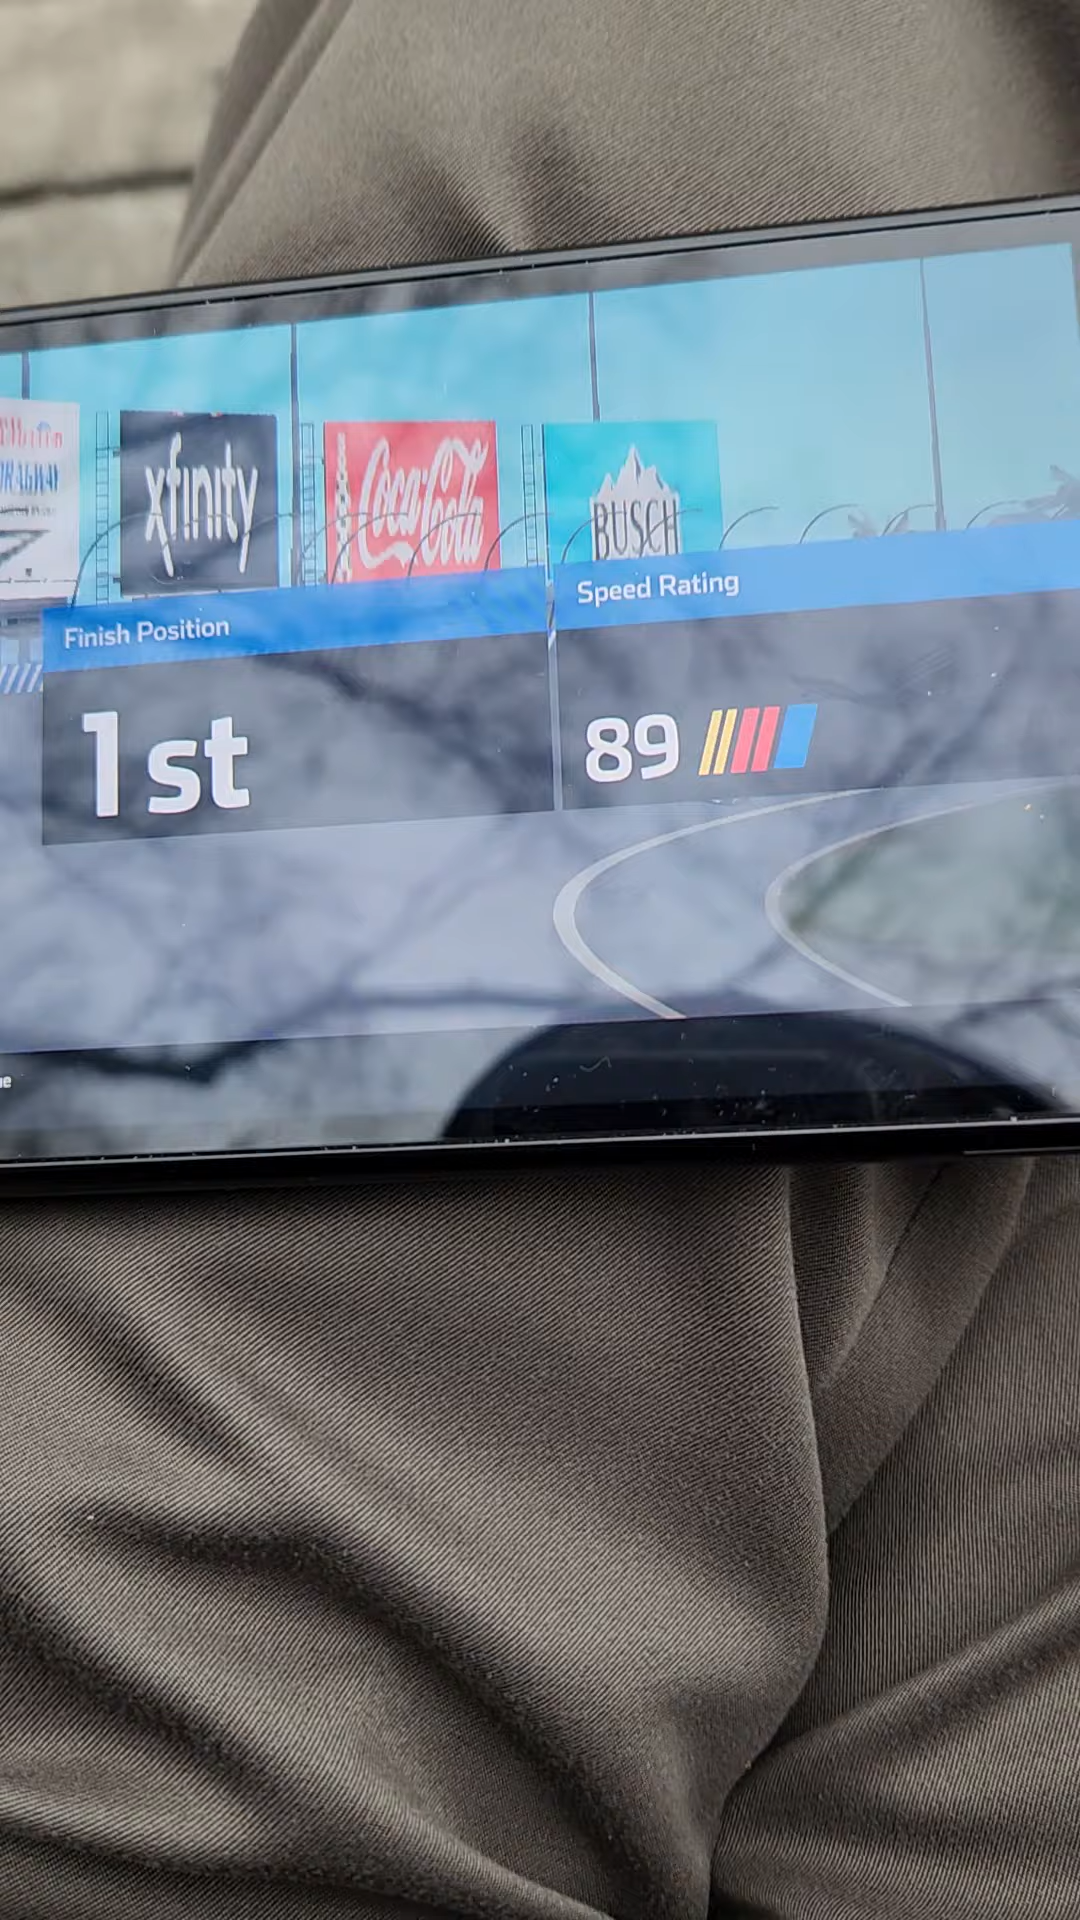 xfinity
Coca-Cola
BUSCH
Finish Position
Speed Rating
1st
89